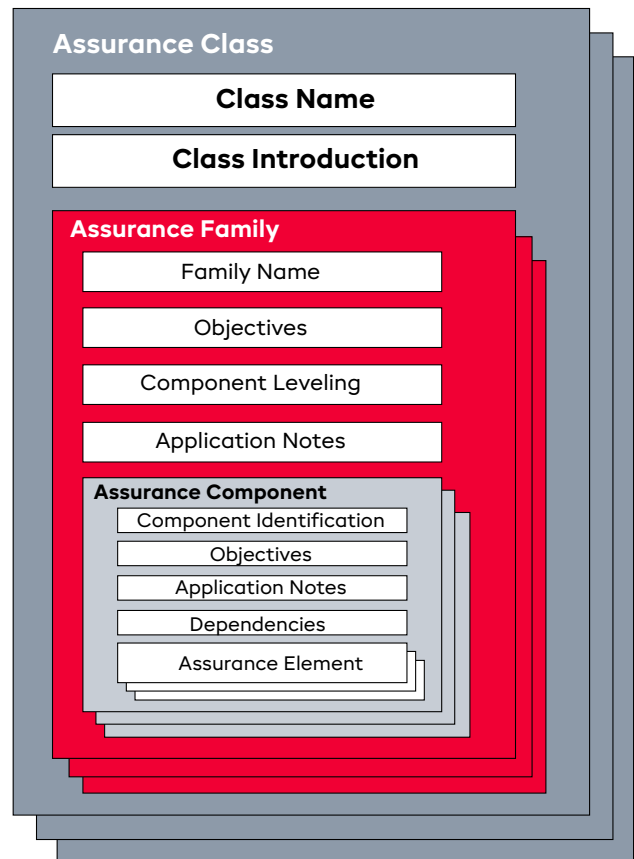 Assurance Class
Class Name
Class Introduction
Assurance Family
Family Name
Objectives
Component Leveling
Application Notes
Assurance Component
Component Identification
Objectives
Application Notes
Dependencies
Assurance Element